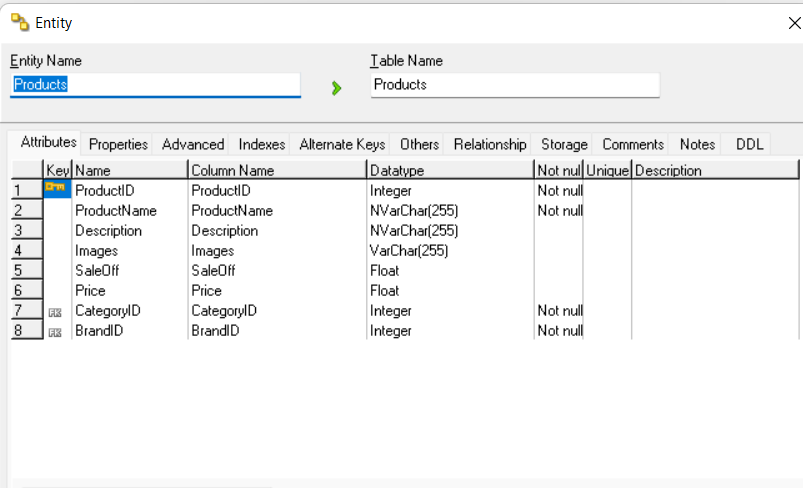 Entity
Entity Name
Table Name
Products
Products
Attributes Properties Advanced Indexes Alternate Keys Others Relationship Storage Comments Notes DDL
Key Name Column Name Datatype Not nul Unique Description
1 ProductID ProductID Integer Not null
2 ProductName ProductName NVarChar(255) Not null
3 Description Description NVarChar(255)
4 Images Images VarChar(255)
5 SaleOff SaleOff Float
6 Price Price Float
7 FK CategoryID CategoryID Integer Not null
8 FK BrandID BrandID Integer Not null